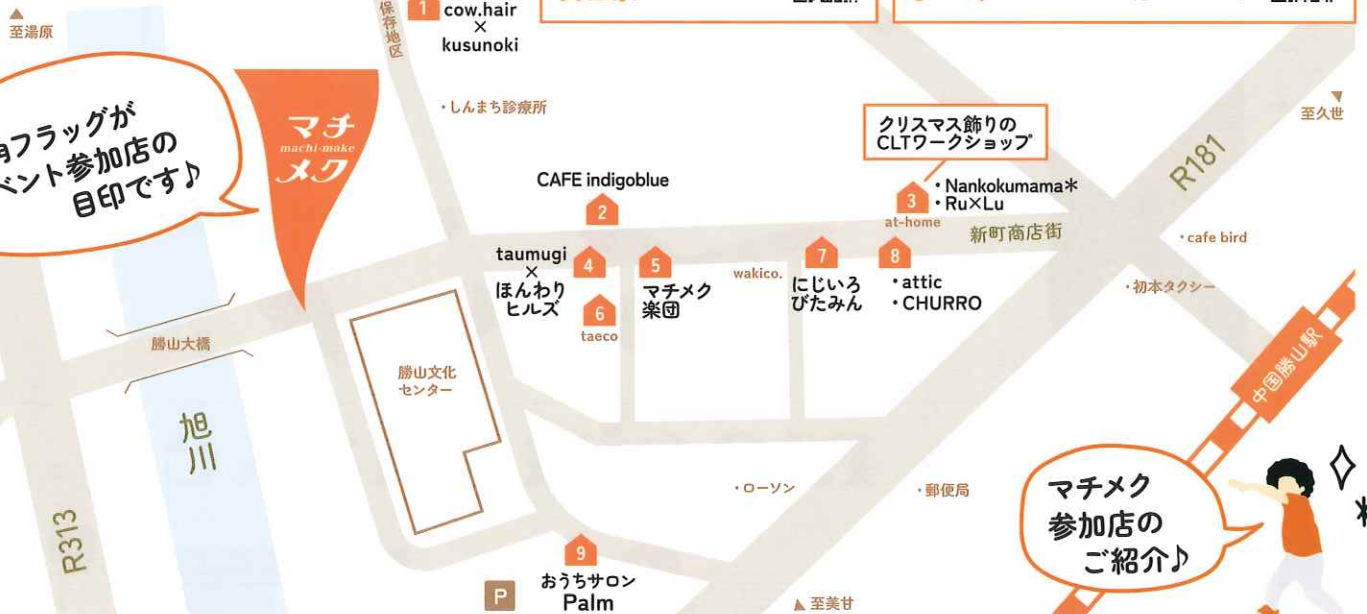 至湯原
保存地区
1
cow.hair
×
kusunoki
フラッグが
ベント参加店の
目印です♪
マチ
machi-make
メク
・しんまち診療所
クリスマス飾りの
CLTワークショップ
至久世
R181
CAFE indigoblue
2
3
・Nankokumama*
・Ru×Lu
at-home
新町商店街
・cafe bird
taumugi
×
ほんわり
ヒルズ
4
5
マチメク
楽団
6
taeco
wakico.
7
にじいろ
びたみん
8
・attic
・CHURRO
・初本タクシー
勝山大橋
勝山文化
センター
中国勝山駅
旭川
R313
・ローソン
・郵便局
マチメク
参加店の
ご紹介♪
9
おうちサロン
Palm
P
至美甘